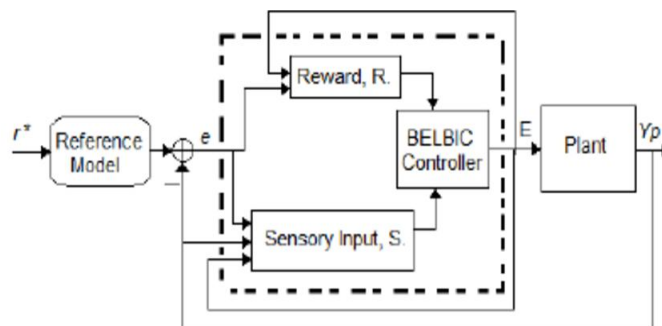 r*
Reference
Model
e
–
Reward, R.
BELBIC
Controller
Sensory Input, S.
E
Plant
Yp